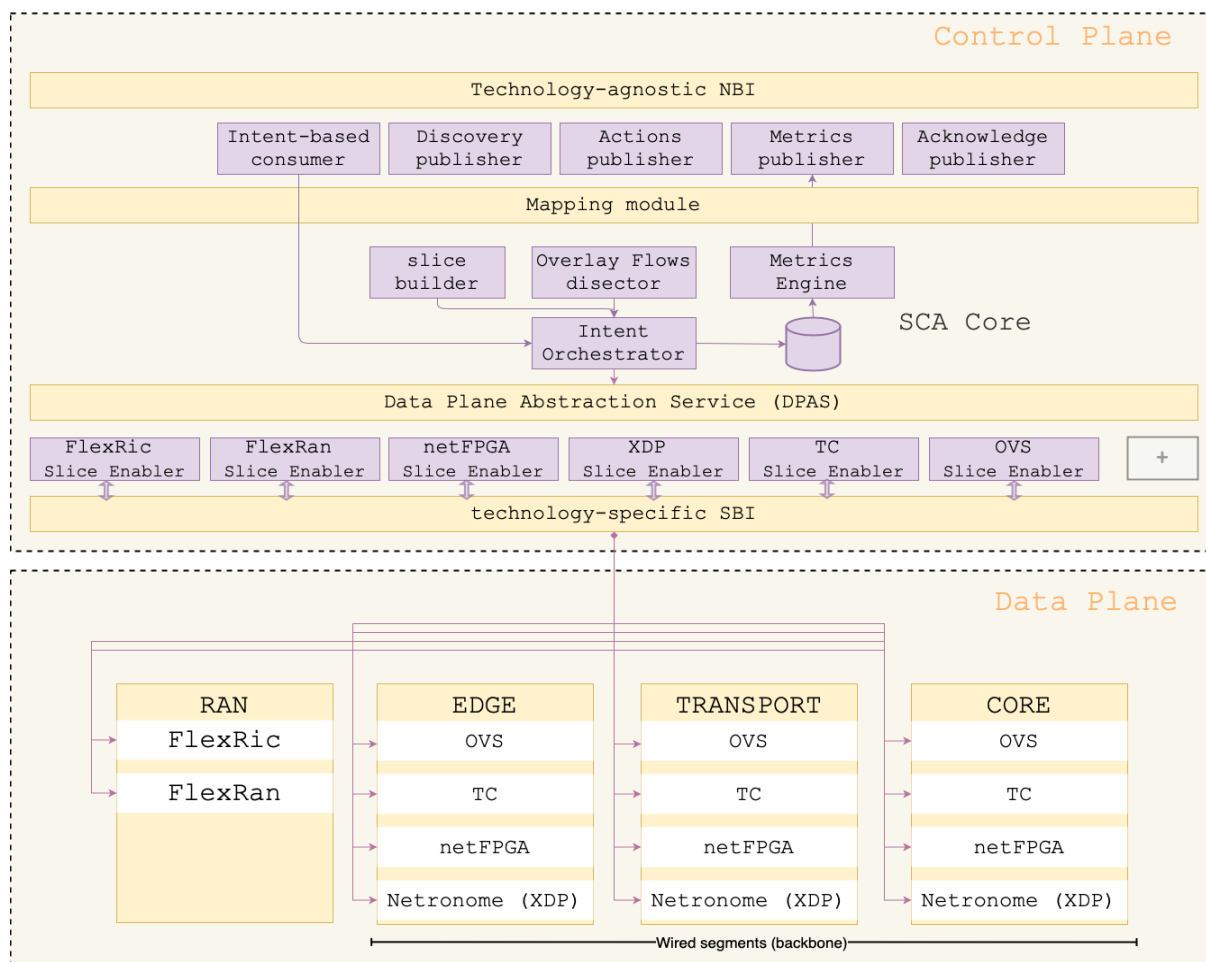 Control Plane
Technology-agnostic NBI
Intent-based
consumer
Discovery
publisher
Actions
publisher
Metrics
publisher
Acknowledge
publisher
Mapping module
slice
builder
Overlay Flows
disector
Metrics
Engine
SCA Core
Intent
Orchestrator
Data Plane Abstraction Service (DPAS)
FlexRic
Slice Enabler
FlexRan
Slice Enabler
netFPGA
Slice Enabler
XDP
Slice Enabler
TC
Slice Enabler
OVS
Slice Enabler
+
technology-specific SBI
Data Plane
RAN
FlexRic
FlexRan
EDGE
OVS
TC
netFPGA
Netronome (XDP)
TRANSPORT
OVS
TC
netFPGA
Netronome (XDP)
CORE
OVS
TC
netFPGA
Netronome (XDP)
Wired segments (backbone)